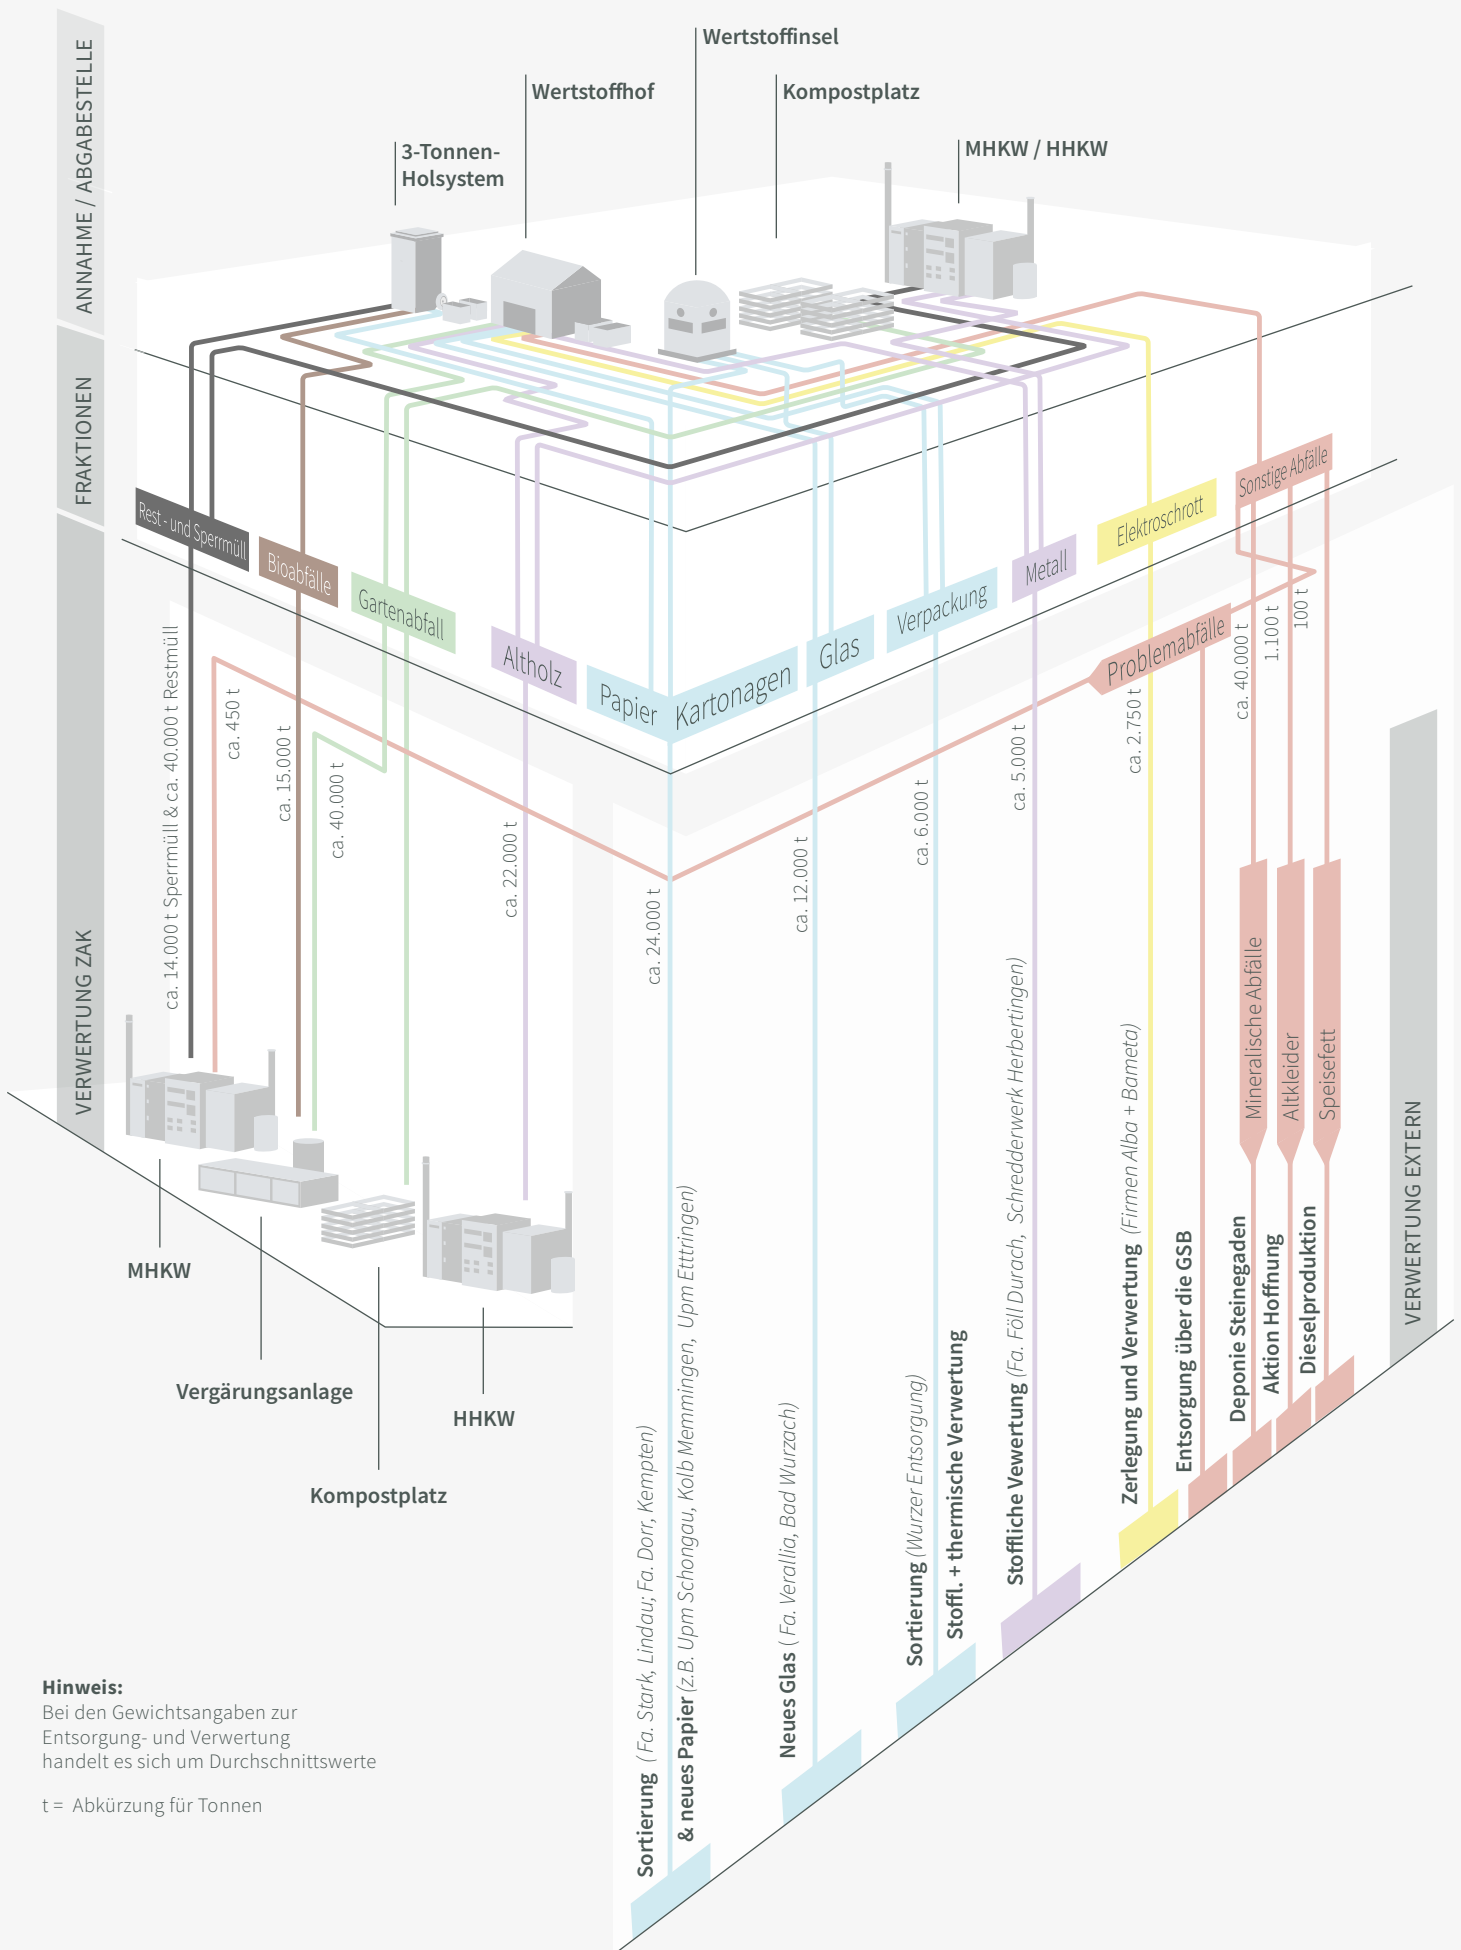 Wertstoffinsel
Wertstoffhof
Kompostplatz
3-Tonnen-
Holsystem
MHKW / HHKW
ANNAHME / ABGABESTELLE
FRAKTIONEN
VERWERTUNG ZAK
Rest - und Sperrmüll
Bioabfälle
Gartenabfall
Altholz
Papier
Kartonagen
Glas
Verpackung
Metall
Elektroschrott
Sonstige Abfälle
Problemabfälle
ca. 14.000 t Sperrmüll & ca. 40.000 t Restmüll
ca. 450 t
ca. 15.000 t
ca. 40.000 t
ca. 22.000 t
ca. 24.000 t
ca. 12.000 t
ca. 6.000 t
ca. 5.000 t
ca. 2.750 t
ca. 40.000 t
1.100 t
100 t
Mineralische Abfälle
Altkleider
Speisefett
VERWERTUNG EXTERN
MHKW
Vergärungsanlage
Kompostplatz
HHKW
Sortierung ( Fa. Stark, Lindau; Fa. Dorr, Kempten)
& neues Papier (z.B. Upm Schongau, Kolb Memmingen, Upm Etttringen)
Neues Glas ( Fa. Verallia, Bad Wurzach)
Sortierung (Wurzer Entsorgung)
Stoffl. + thermische Verwertung
Stoffliche Vewertung (Fa. Föll Durach, Schredderwerk Herbertingen)
Zerlegung und Verwertung (Firmen Alba + Bameta)
Entsorgung über die GSB
Deponie Steinegaden
Aktion Hoffnung
Dieselproduktion
Hinweis:
Bei den Gewichtsangaben zur
Entsorgung- und Verwertung
handelt es sich um Durchschnittswerte
t = Abkürzung für Tonnen